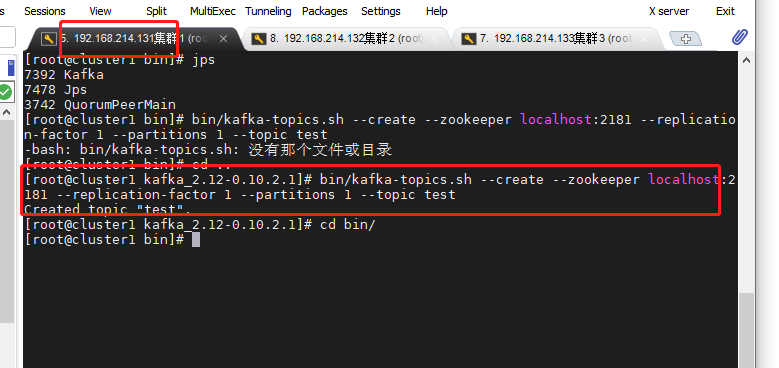 s Sessions View Split MultiExec Tunneling Packages Settings Help X server Exit
5. 192.168.214.131集群1 (roo 8. 192.168.214.132集群2 (root 7. 192.168.214.133集群3 (root
[root@cluster1 bin]# jps
7392 Kafka
7478 Jps
3742 QuorumPeerMain
[root@cluster1 bin]# bin/kafka-topics.sh --create --zookeeper localhost:2181 --replicatio
n-factor 1 --partitions 1 --topic test
-bash: bin/kafka-topics.sh: 没有那个文件或目录
[root@cluster1 bin]# cd ..
[root@cluster1 kafka_2.12-0.10.2.1]# bin/kafka-topics.sh --create --zookeeper localhost:2
181 --replication-factor 1 --partitions 1 --topic test
Created topic "test".
[root@cluster1 kafka_2.12-0.10.2.1]# cd bin/
[root@cluster1 bin]#